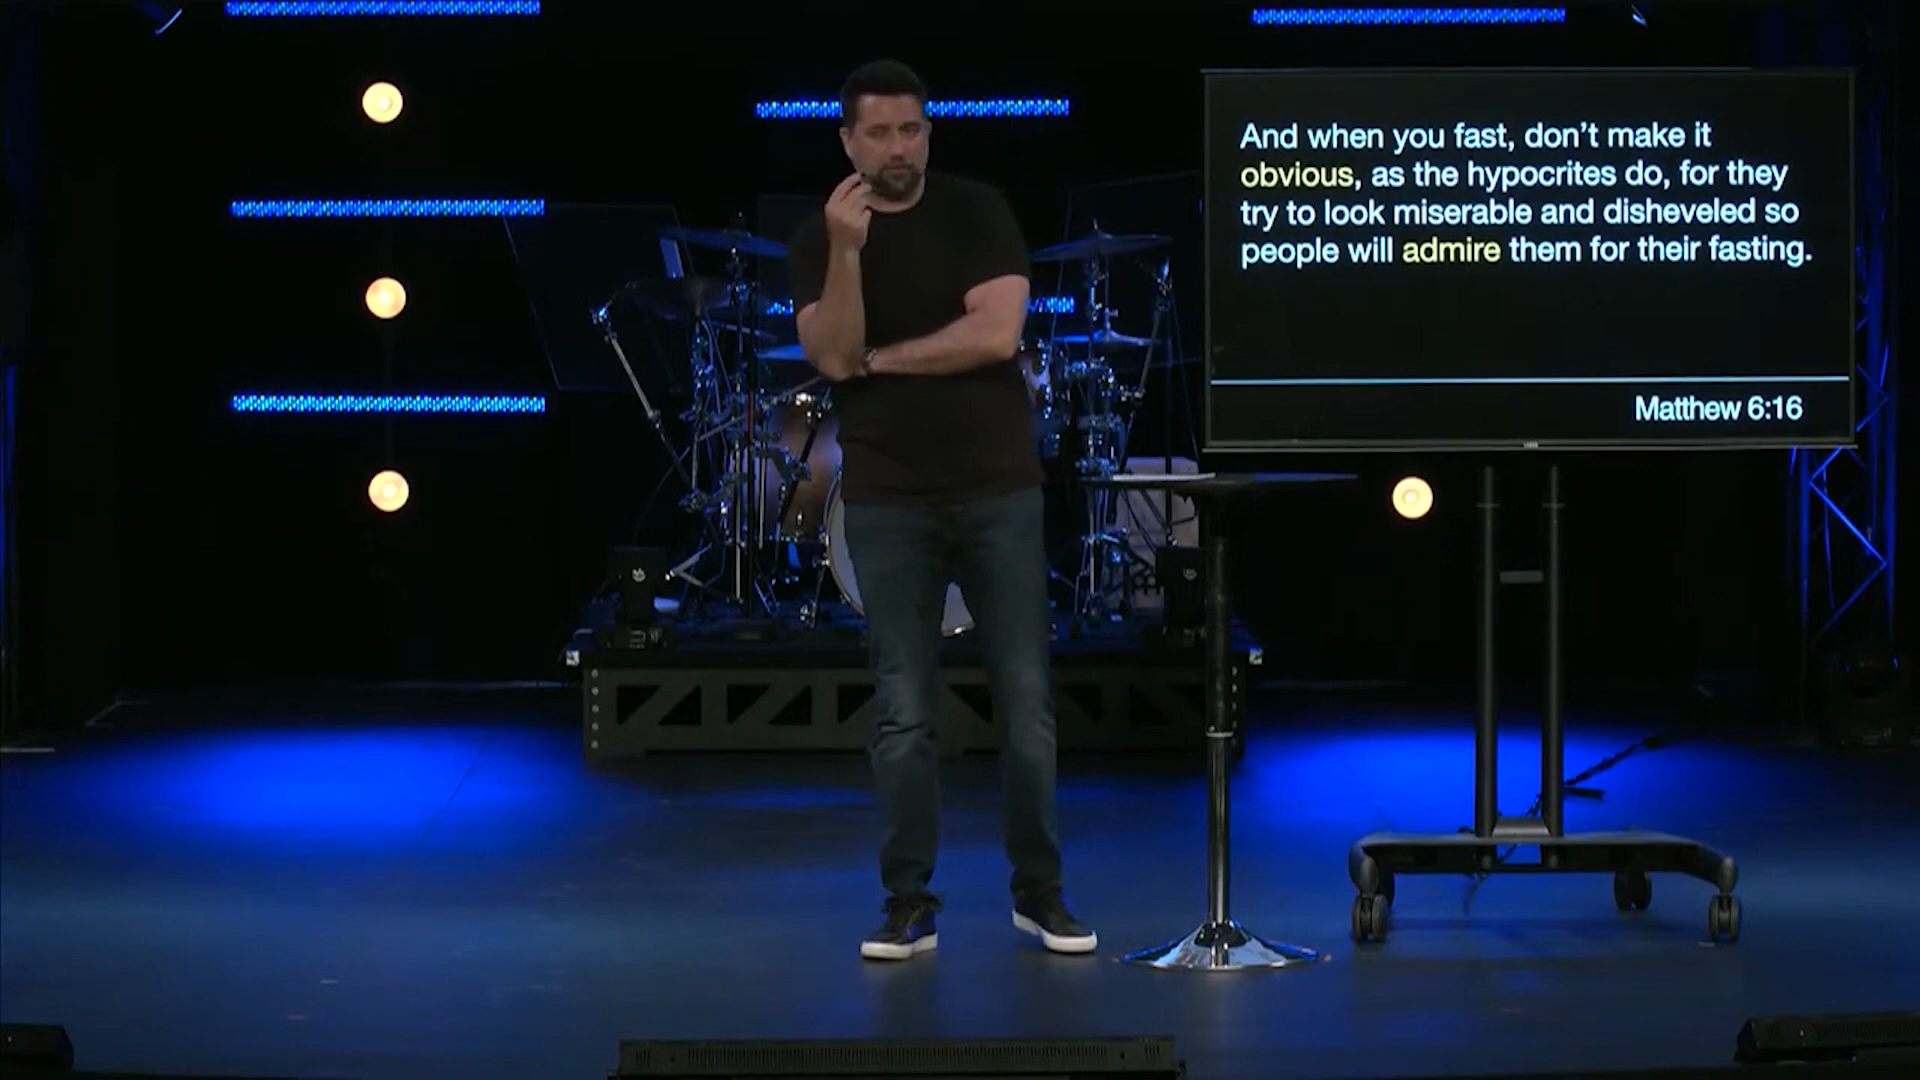 And when you fast, don't make it
obvious, as the hypocrites do, for they
try to look miserable and disheveled so
people will admire them for their fasting.
Matthew 6:16